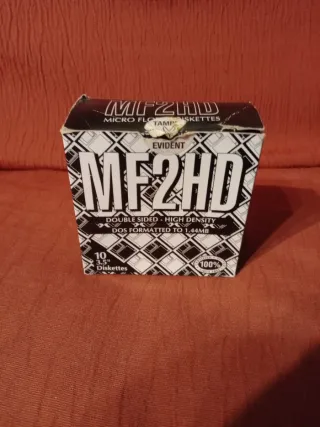 MF2HD
MICRO FLOPPY DISKETTES
TAMPER
EVIDENT
MF2HD
DOUBLE SIDED - HIGH DENSITY
DOS FORMATTED TO 1.44MB
10
3.5"
Diskettes
100%